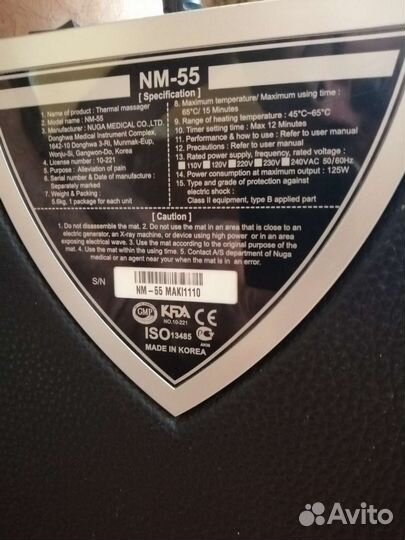 NM-55
[ Specification ]
1. Name of product : Thermal massager
2. Model name : NM-55
3. Manufacturer : NUGA MEDICAL CO.,LTD.
Donghwa Medical Instrument Complex,
1642-10 Donghwa 3-Ri, Munmak-Eup,
Wonju-Si, Gangwon-Do, Korea
4. License number : 10-221
5. Purpose : Alleviation of pain
6. Serial number & Date of manufacture :
Separately marked
7. Weight & Packing :
5.8kg, 1 package for each unit
8. Maximum temperature/ Maximum using time :
65°C/ 15 Minutes
9. Range of heating temperature : 45°C~65°C
10. Timer setting time : Max 12 Minutes
11. Performance & how to use : Refer to user manual
12. Precautions : Refer to user manual
13. Rated power supply, frequency, rated voltage :
110V 120V 220V 230V 240VAC 50/60Hz
14. Power consumption at maximum output : 125W
15. Type and grade of protection against
electric shock :
Class II equipment, type B applied part
[ Caution ]
1. Do not disassemble the mat. 2. Do not use the mat in an area that is close to an
electric generator, an X-ray machine, or device using high power or in an area
exposing electrical wave. 3. Use the mat according to the original purpose of the
mat. 4. Use the mat within the using time. 5. Contact A/S department of Nuga
medical or an agent near in case there is an error.
S/N
NM-55 MAKI1110
GMP
KFDA
NO.10-221
CE
ISO 13485
MADE IN KOREA
Avito